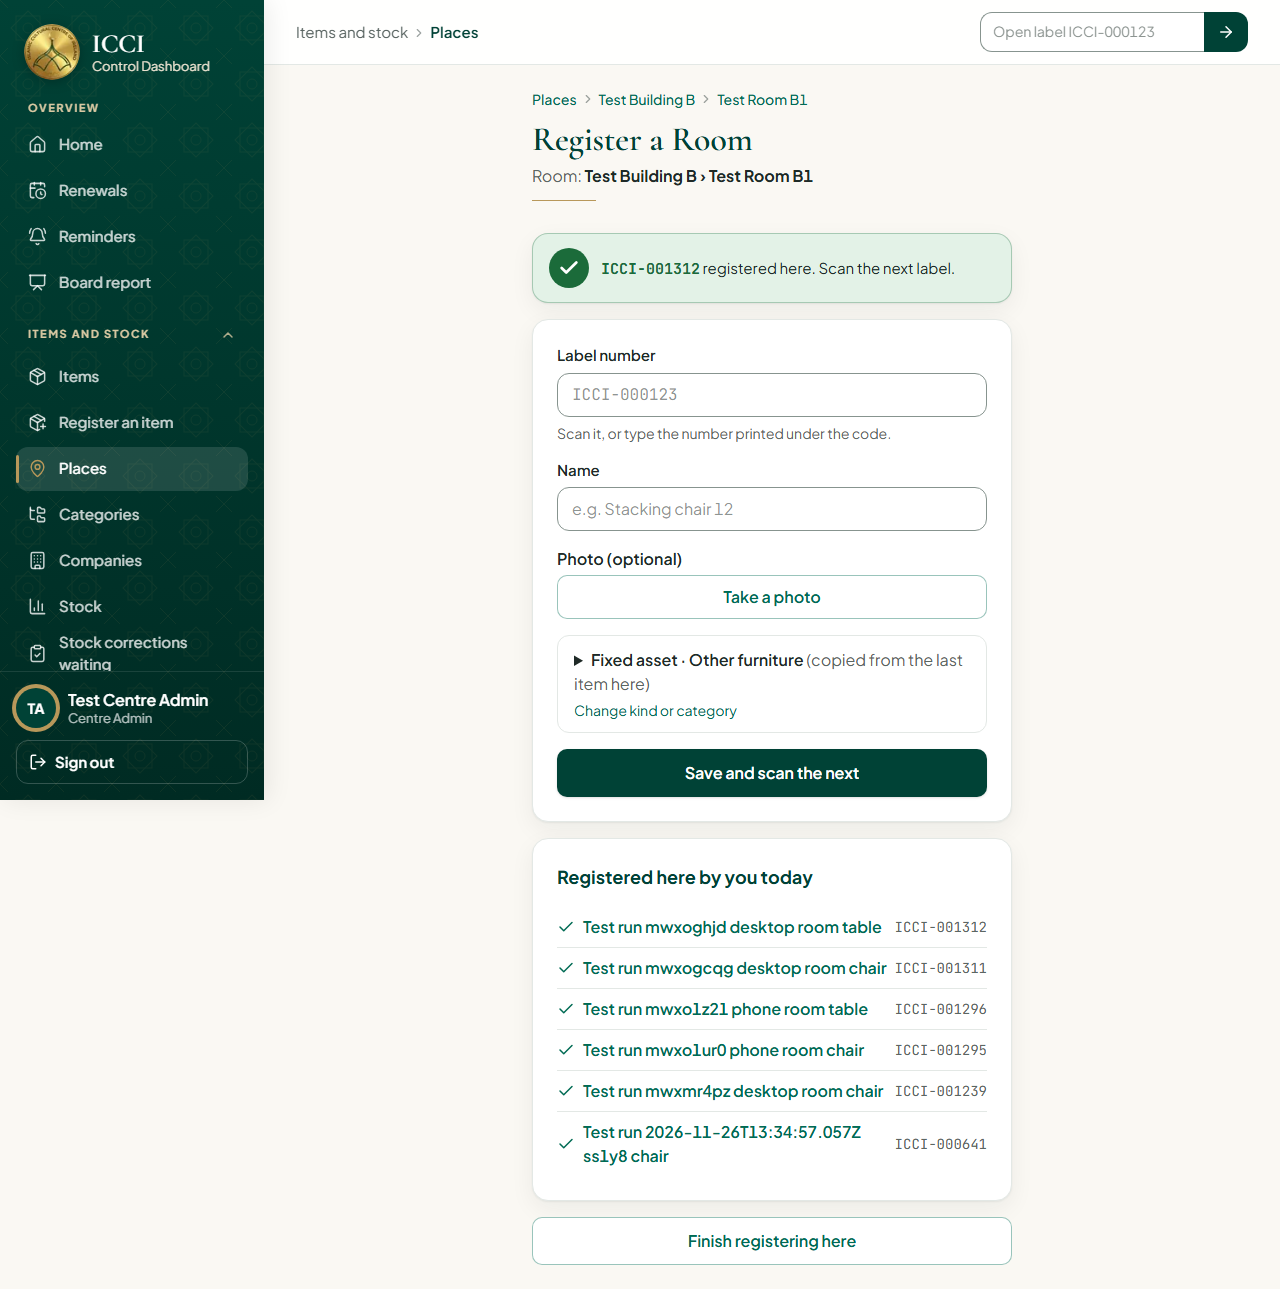 ICCI
Control Dashboard
OVERVIEW
Home
Renewals
Reminders
Board report
ITEMS AND STOCK
Items
Register an item
Places
Categories
Companies
Stock
Stock corrections
waiting
TA
Test Centre Admin
Centre Admin
Sign out
Items and stock > Places
Open label ICCI-000123
Places > Test Building B > Test Room B1
Register a Room
Room: Test Building B › Test Room B1
ICCI-001312 registered here. Scan the next label.
Label number
ICCI-000123
Scan it, or type the number printed under the code.
Name
e.g. Stacking chair 12
Photo (optional)
Take a photo
Fixed asset · Other furniture (copied from the last
item here)
Change kind or category
Save and scan the next
Registered here by you today
Test run mwxoghjd desktop room table ICCI-001312
Test run mwxogcqg desktop room chair ICCI-001311
Test run mwxolz2l phone room table ICCI-001296
Test run mwxolur0 phone room chair ICCI-001295
Test run mwxmr4pz desktop room chair ICCI-001239
Test run 2026-11-26T13:34:57.057Z
ssly8 chair ICCI-000641
Finish registering here